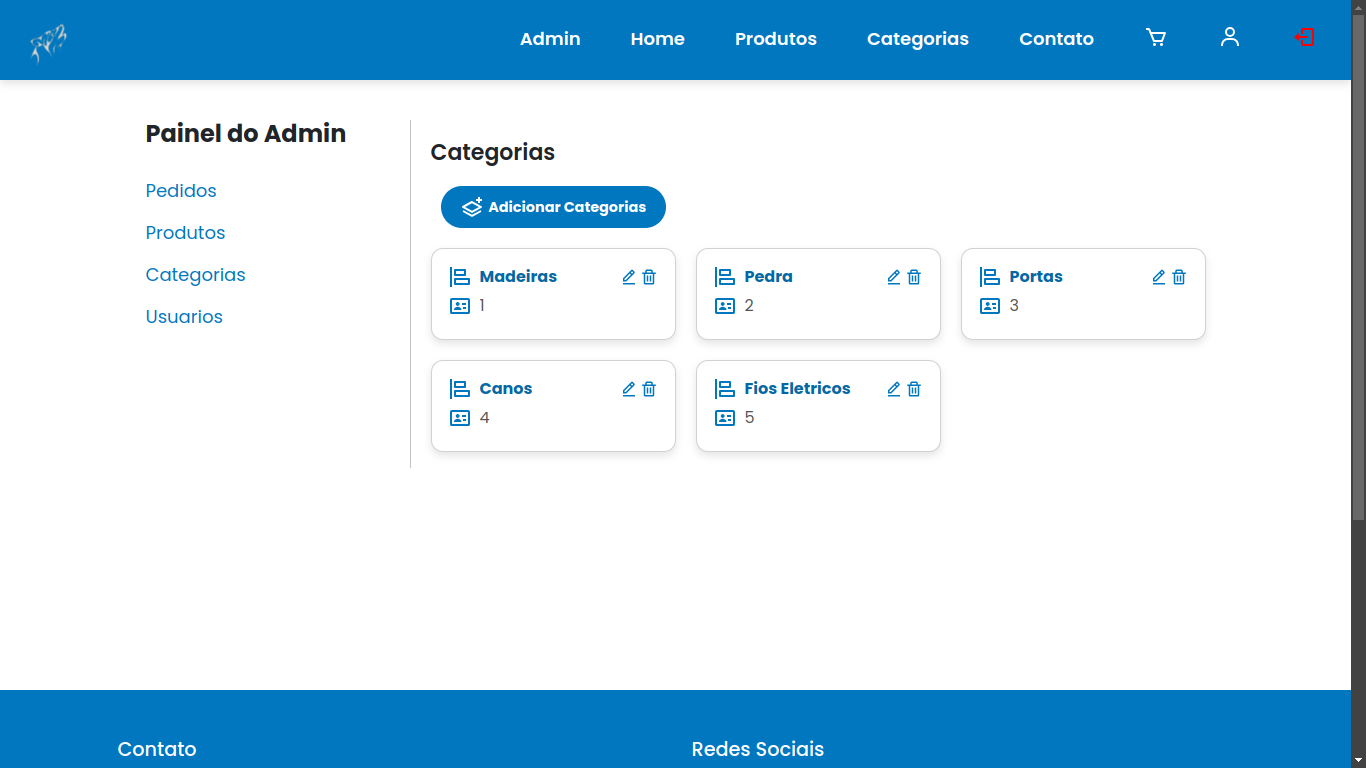 Admin Home Produtos Categorias Contato
Painel do Admin
Pedidos
Produtos
Categorias
Usuarios
Categorias
Adicionar Categorias
Madeiras
1
Pedra
2
Portas
3
Canos
4
Fios Eletricos
5
Contato
Redes Sociais